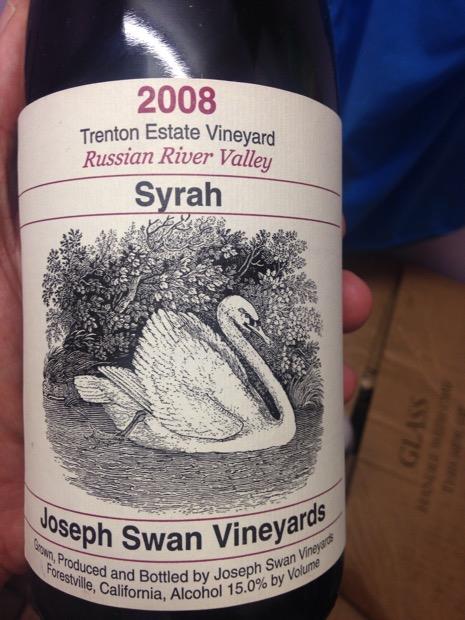 2008
Trenton Estate Vineyard
Russian River Valley
Syrah
Joseph Swan Vineyards
Grown, Produced and Bottled by Joseph Swan Vineyards
Forestville, California, Alcohol 15.0% by Volume
GLASS
HANDLE